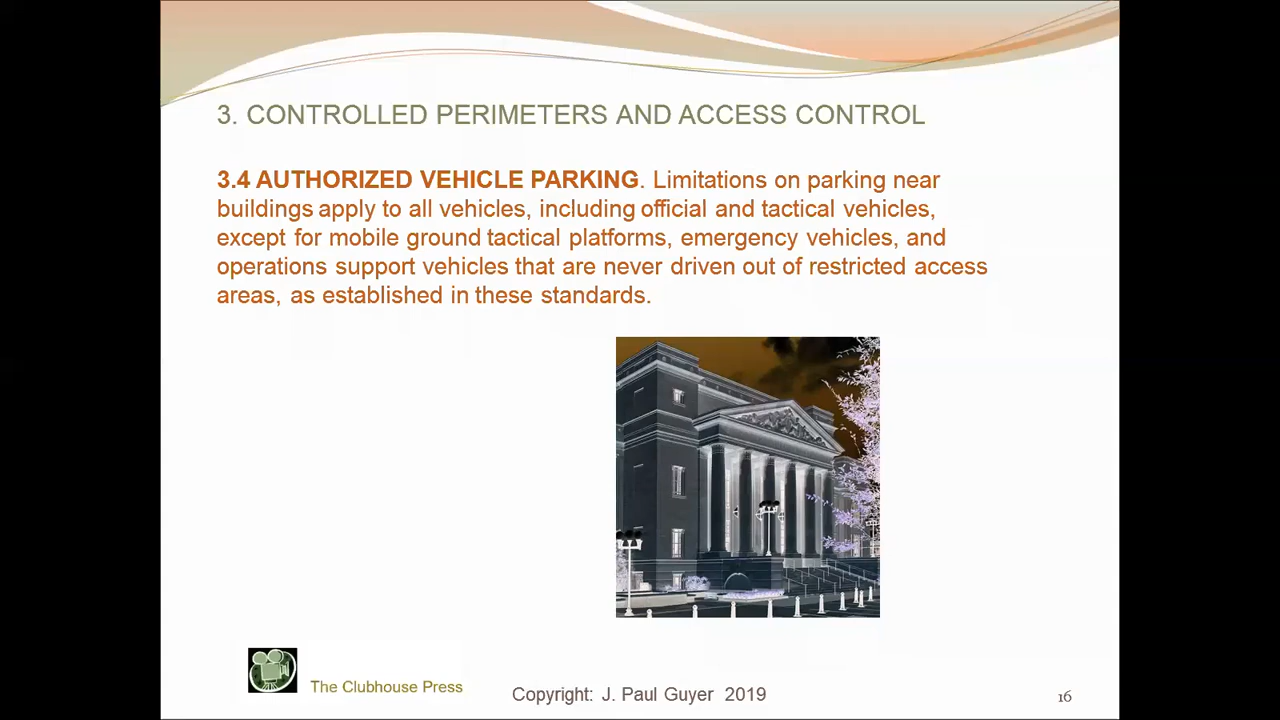 3. CONTROLLED PERIMETERS AND ACCESS CONTROL
3.4 AUTHORIZED VEHICLE PARKING. Limitations on parking near
buildings apply to all vehicles, including official and tactical vehicles,
except for mobile ground tactical platforms, emergency vehicles, and
operations support vehicles that are never driven out of restricted access
areas, as established in these standards.
The Clubhouse Press
Copyright: J. Paul Guyer 2019
16